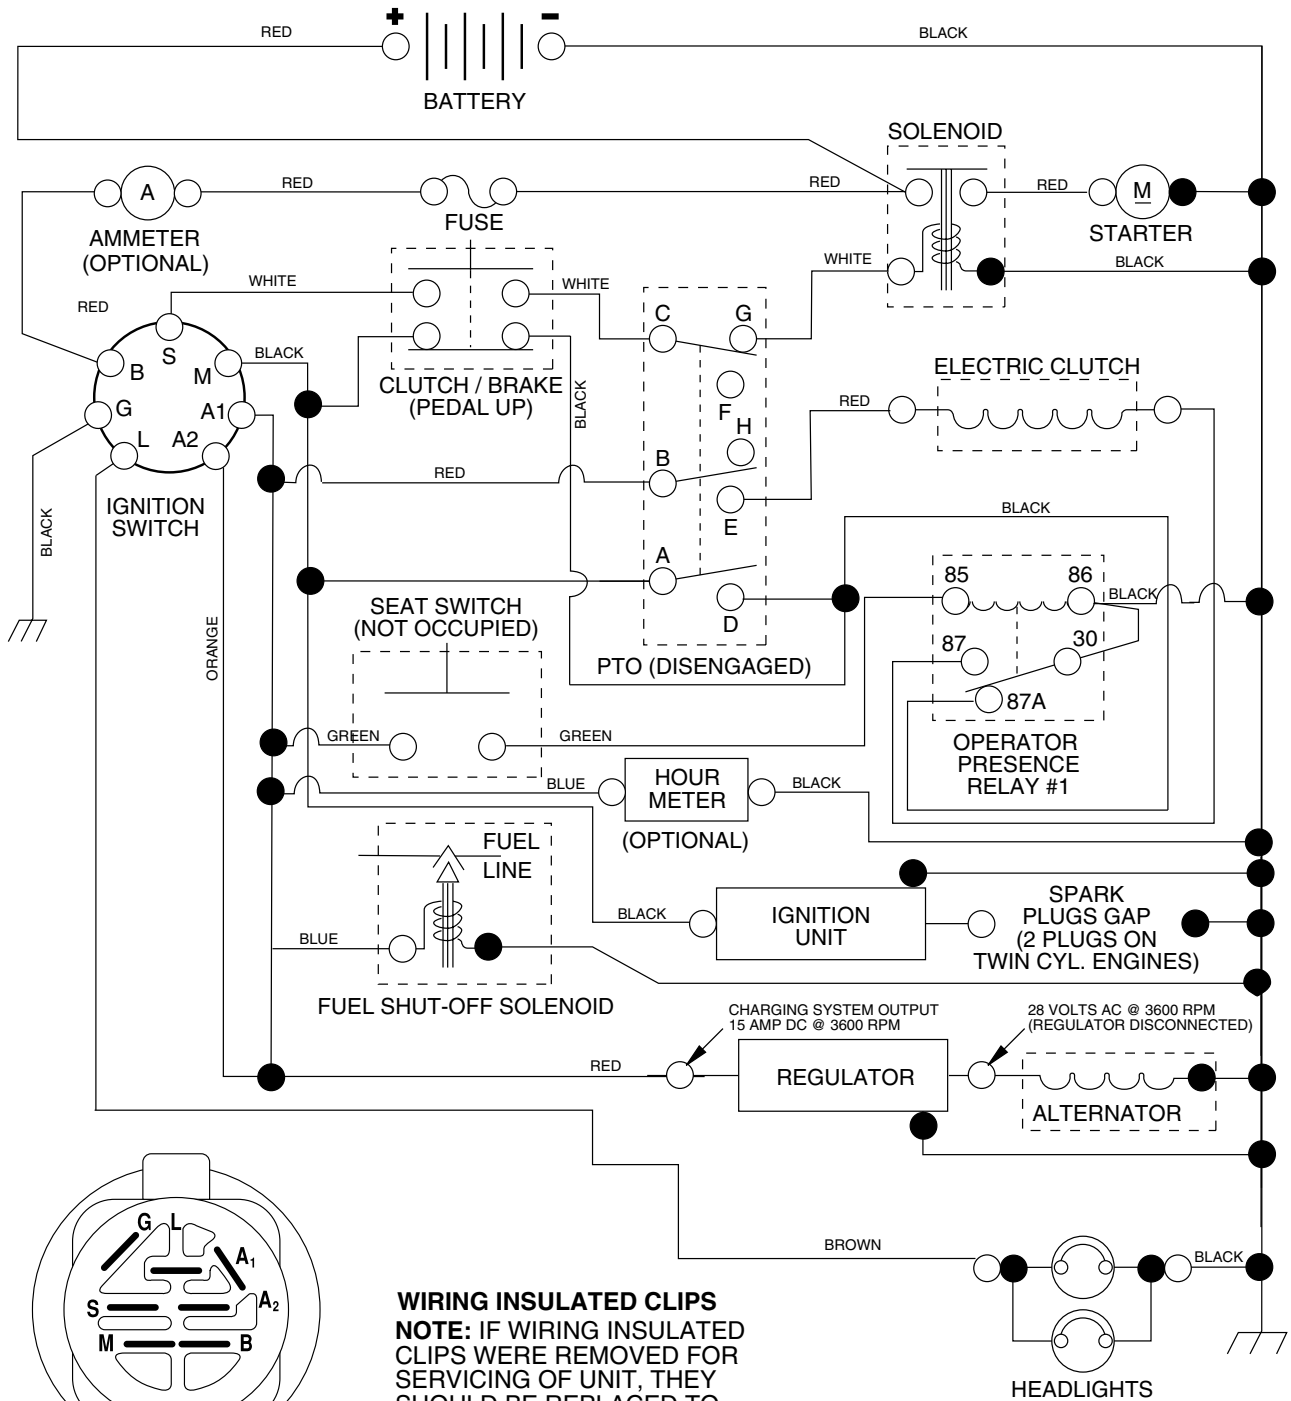 +
−
RED
BLACK
BATTERY
SOLENOID
A
RED
RED
RED
M
FUSE
AMMETER
(OPTIONAL)
STARTER
WHITE
WHITE
WHITE
BLACK
RED
S
B
M
G
A1
L
A2
BLACK
CLUTCH / BRAKE
(PEDAL UP)
BLACK
C
G
F
H
B
E
A
D
RED
ELECTRIC CLUTCH
RED
IGNITION
SWITCH
BLACK
ORANGE
BLACK
SEAT SWITCH
(NOT OCCUPIED)
PTO (DISENGAGED)
85
86
BLACK
87
30
87A
GREEN
GREEN
OPERATOR
PRESENCE
RELAY #1
BLUE
HOUR
METER
BLACK
(OPTIONAL)
FUEL
LINE
BLUE
FUEL SHUT-OFF SOLENOID
BLACK
IGNITION
UNIT
SPARK
PLUGS GAP
(2 PLUGS ON
TWIN CYL. ENGINES)
CHARGING SYSTEM OUTPUT
15 AMP DC @ 3600 RPM
28 VOLTS AC @ 3600 RPM
(REGULATOR DISCONNECTED)
RED
REGULATOR
ALTERNATOR
BROWN
BLACK
HEADLIGHTS
G L
A1
S
A2
M
B
WIRING INSULATED CLIPS
NOTE: IF WIRING INSULATED
CLIPS WERE REMOVED FOR
SERVICING OF UNIT, THEY
SHOULD BE REPLACED TO